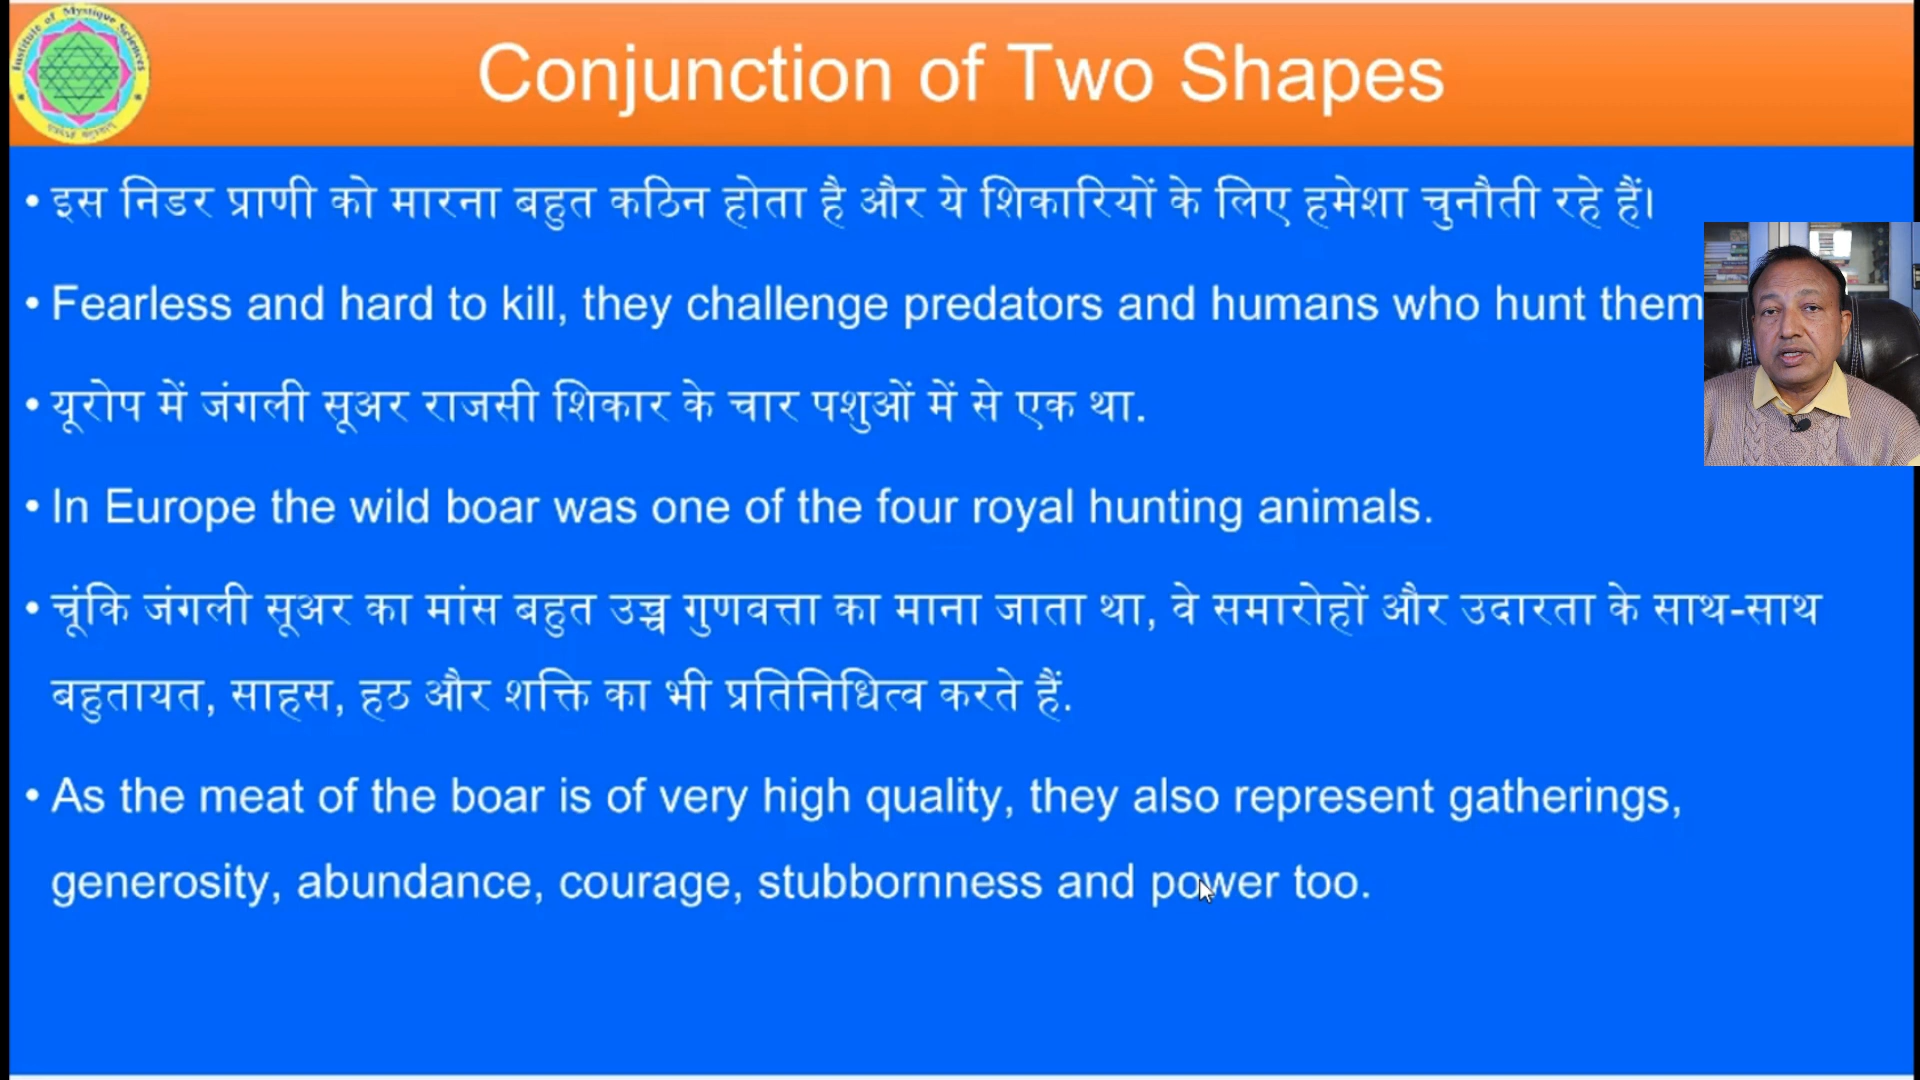 Institute of Mystique Sciences
Conjunction of Two Shapes
• इस निडर प्राणी को मारना बहुत कठिन होता है और ये शिकारियों के लिए हमेशा चुनौती रहे हैं।
• Fearless and hard to kill, they challenge predators and humans who hunt them
• यूरोप में जंगली सूअर राजसी शिकार के चार पशुओं में से एक था.
• In Europe the wild boar was one of the four royal hunting animals.
• चूंकि जंगली सूअर का मांस बहुत उच्च गुणवत्ता का माना जाता था, वे समारोहों और उदारता के साथ-साथ
बहुतायत, साहस, हठ और शक्ति का भी प्रतिनिधित्व करते हैं.
• As the meat of the boar is of very high quality, they also represent gatherings,
generosity, abundance, courage, stubbornness and power too.